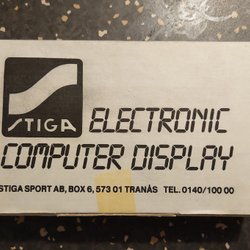 STIGA
ELECTRONIC
COMPUTER DISPLAY
STIGA SPORT AB, BOX 6, 573 01 TRANÅS TEL. 0140/100 00